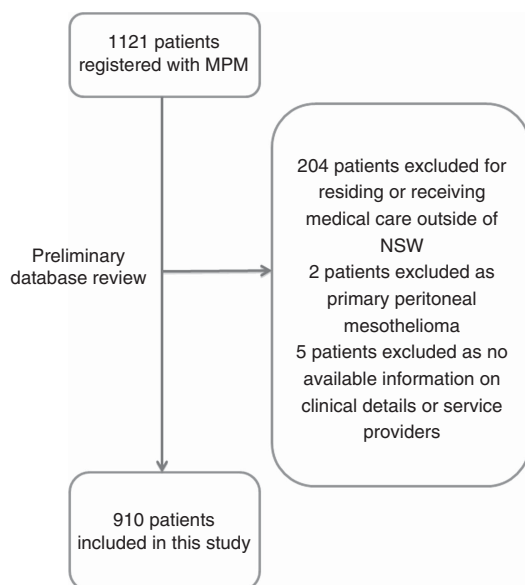 1121 patients
registered with MPM
Preliminary
database review
204 patients excluded for
residing or receiving
medical care outside of
NSW
2 patients excluded as
primary peritoneal
mesothelioma
5 patients excluded as no
available information on
clinical details or service
providers
910 patients
included in this study